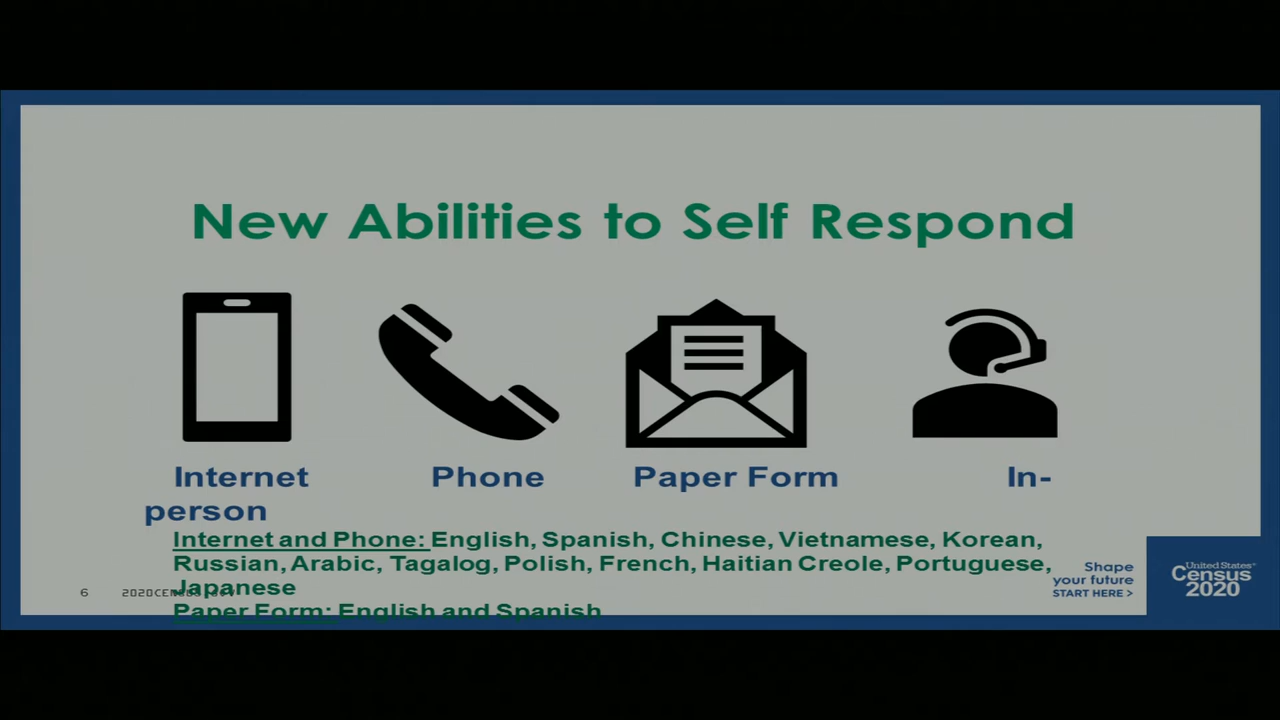 New Abilities to Self Respond
Internet Phone Paper Form In-
person
Internet and Phone: English, Spanish, Chinese, Vietnamese, Korean,
Russian, Arabic, Tagalog, Polish, French, Haitian Creole, Portuguese,
Japanese
Paper Form: English and Spanish
6 2020CENSUS.GOV
Shape
your future
START HERE >
United States
Census
2020